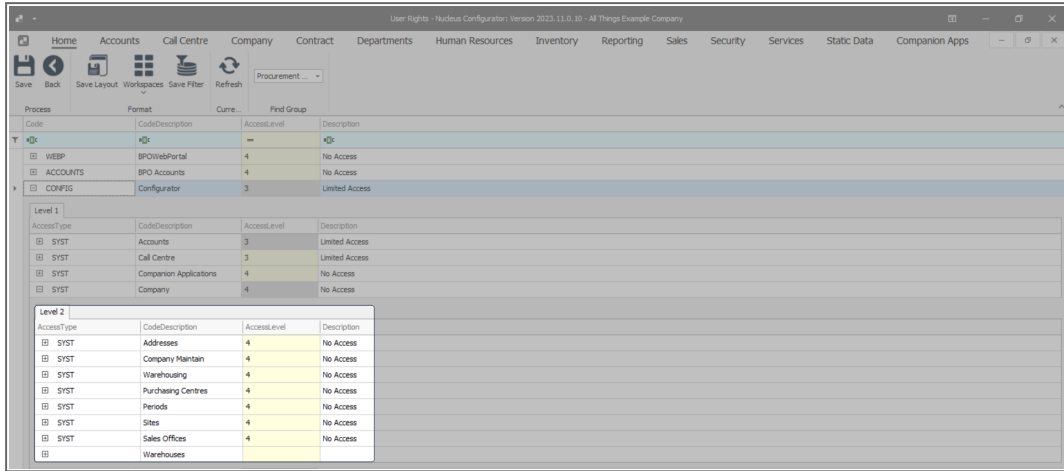 User Rights - Nucleus Configurator: Version 2023.11.0.10 - All Things Example Company
Home Accounts Call Centre Company Contract Departments Human Resources Inventory Reporting Sales Security Services Static Data Companion Apps
Procurement ...
Save Back Save Layout Workspaces Save Filter Refresh
Process Format Curre... Find Group
Code CodeDescription AccessLevel Description
WEBP BPOWebPortal 4 No Access
ACCOUNTS BPO Accounts 4 No Access
CONFIG Configurator 3 Limited Access
Level 1
AccessType CodeDescription AccessLevel Description
SYST Accounts 3 Limited Access
SYST Call Centre 3 Limited Access
SYST Companion Applications 4 No Access
SYST Company 4 No Access
Level 2
AccessType CodeDescription AccessLevel Description
SYST Addresses 4 No Access
SYST Company Maintain 4 No Access
SYST Warehousing 4 No Access
SYST Purchasing Centres 4 No Access
SYST Periods 4 No Access
SYST Sites 4 No Access
SYST Sales Offices 4 No Access
Warehouses